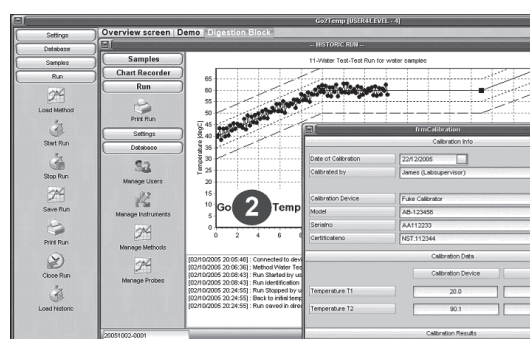 Go2Temp [USER4LEVEL - 4]
Settings
Database
Samples
Run
Load Method
Start Run
Stop Run
Save Run
Print Run
Close Run
Load historic
Overview screen | Demo | Digestion Block
-- HISTORIC RUN --
Samples
Chart Recorder
Run
Print Run
Settings
Database
Manage Users
Manage Instruments
Manage Methods
Manage Probes
11-Water Test-Test Run for water samples
Temperature [degC]
65
60
55
50
45
40
35
30
25
20
15
10
5
0
0 2 4 6 8
Go 2 Temp
[02/10/2005 20:05:46] : Connected to dev
[02/10/2005 20:06:36] : Method Water Tes
[02/10/2005 20:08:43] : Run Started by us
[02/10/2005 20:08:43] : Run identification
[02/10/2005 20:24:55] : Run Stopped by u
[02/10/2005 20:24:55] : Back to initial temp
[02/10/2005 20:24:55] : Run saved in direc
20051002-0001
frmCalibration
Calibration Info
Date of Calibration 22/12/2005
Calibrated by James (Labsupervisor)
Calibration Device Fuke Calibrator
Model AB-123456
Serialno AA112233
Certificateno NST.112344
Calibration Data
Calibration Device
Temperature T1 20.0
Temperature T2 90.1
Calibration Results